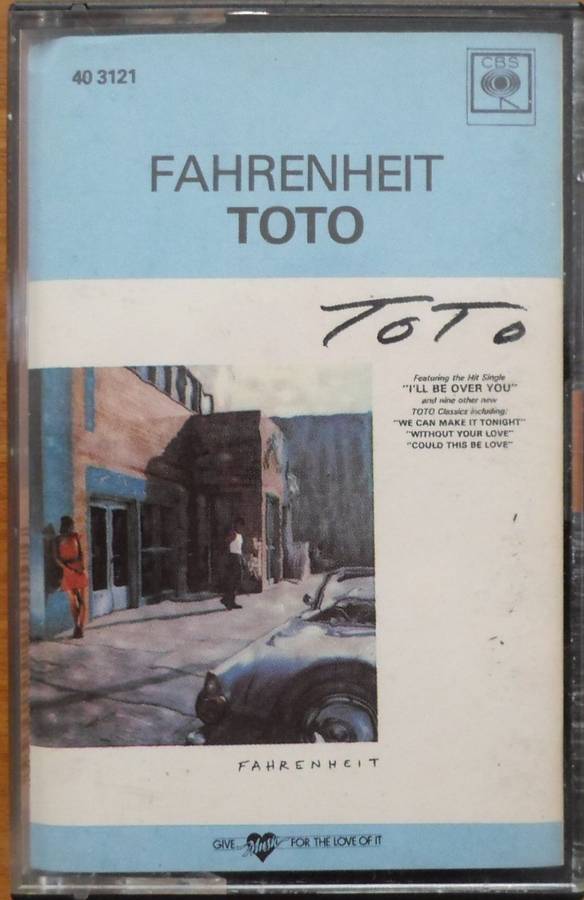 40 3121
CBS
FAHRENHEIT
TOTO
TOTO
Featuring the Hit Single
"I'LL BE OVER YOU"
and nine other new
TOTO Classics including:
"WE CAN MAKE IT TONIGHT"
"WITHOUT YOUR LOVE"
"COULD THIS BE LOVE"
FAHRENHEIT
GIVE Music FOR THE LOVE OF IT